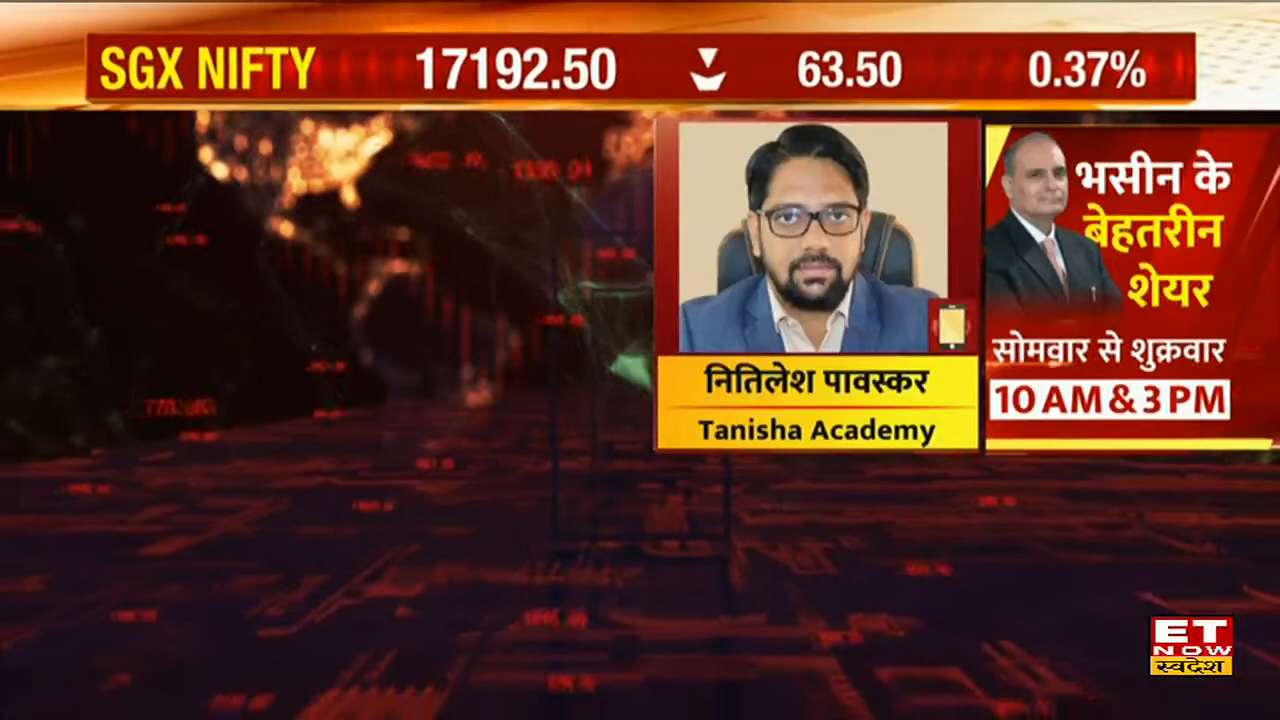 SGX NIFTY 17192.50 63.50 0.37%
नितिलेश पावस्कर
Tanisha Academy
भसीन के
बेहतरीन
शेयर
सोमवार से शुक्रवार
10 AM & 3 PM
ET
NOW
स्वदेश